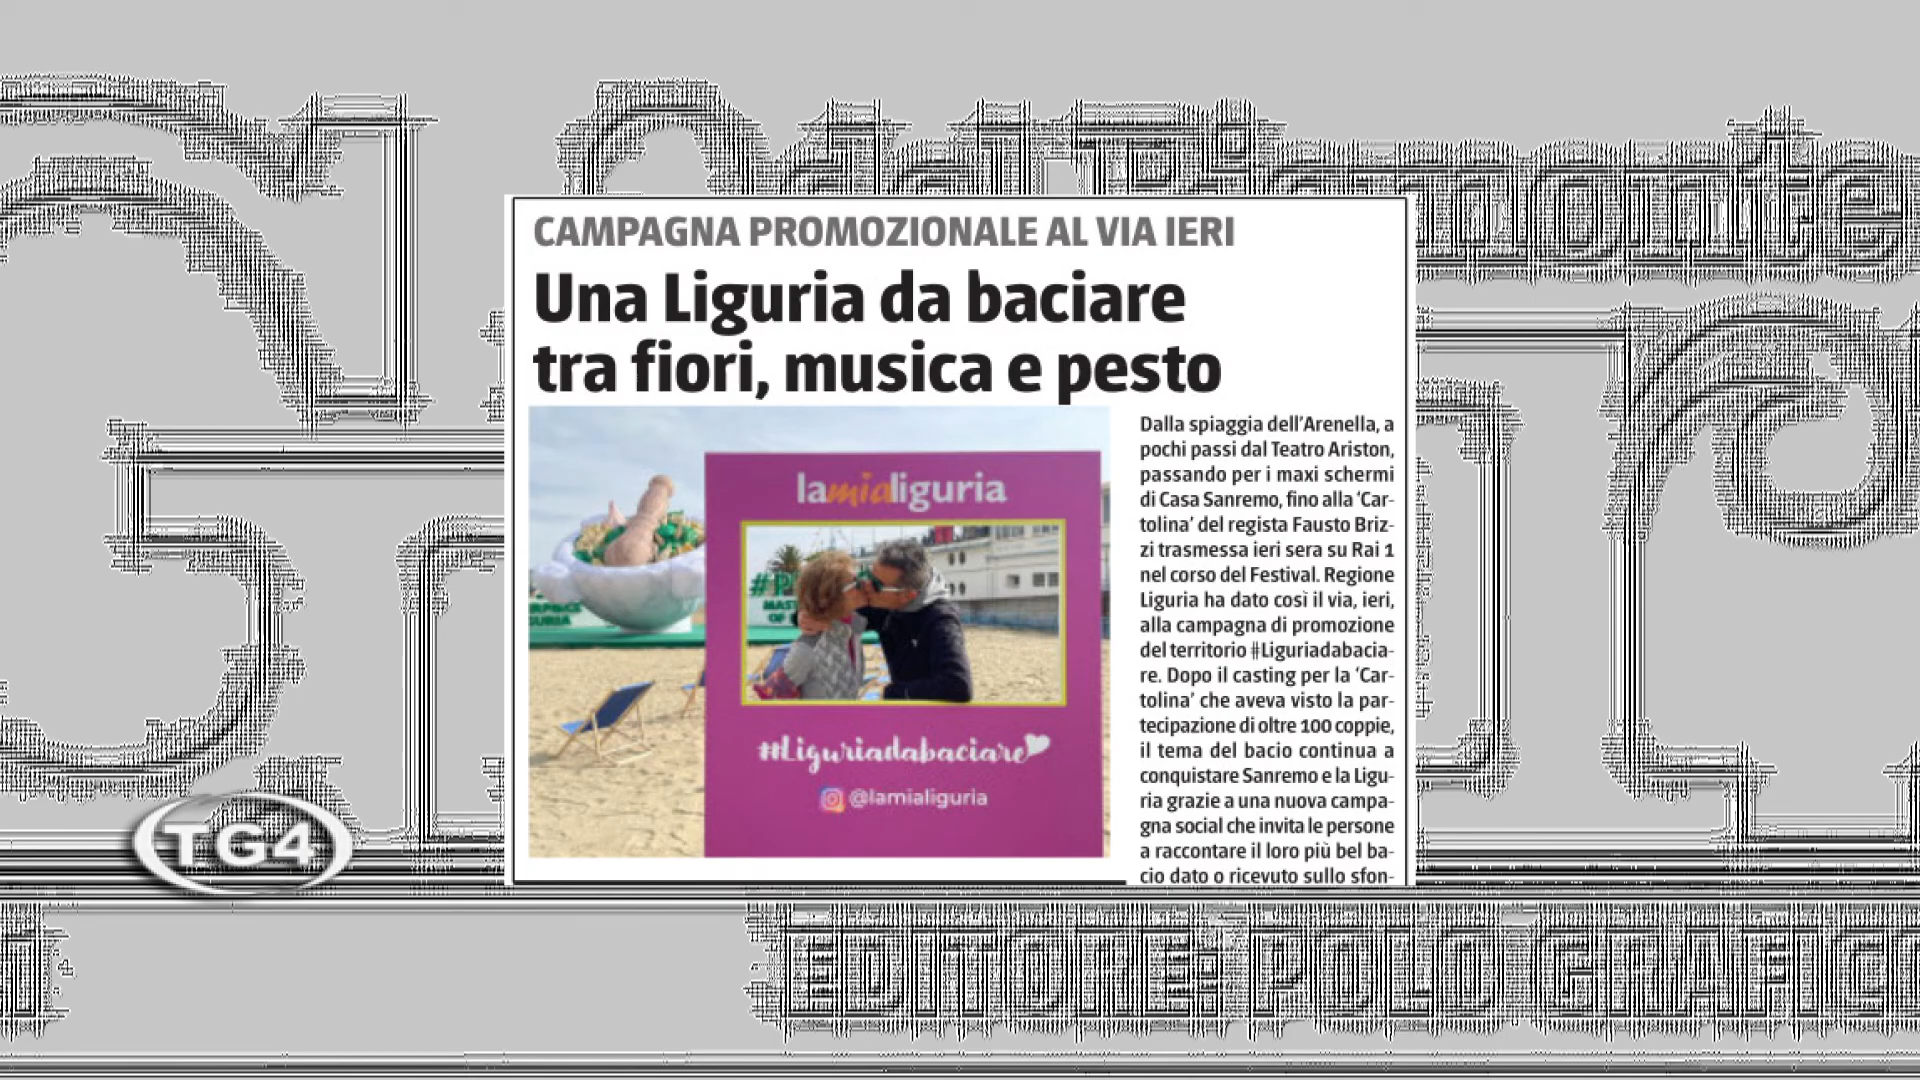 del Piemonte
CAMPAGNA PROMOZIONALE AL VIA IERI
Una Liguria da baciare
tra fiori, musica e pesto
lamialiguria
#Liguriadabaciare
@lamialiguria
Dalla spiaggia dell'Arenella, a
pochi passi dal Teatro Ariston,
passando per i maxi schermi
di Casa Sanremo, fino alla 'Car-
tolina' del regista Fausto Briz-
zi trasmessa ieri sera su Rai 1
nel corso del Festival. Regione
Liguria ha dato così il via, ieri,
alla campagna di promozione
del territorio #Liguriadabacia-
re. Dopo il casting per la 'Car-
tolina' che aveva visto la par-
tecipazione di oltre 100 coppie,
il tema del bacio continua a
conquistare Sanremo e la Ligu-
ria grazie a una nuova campa-
gna social che invita le persone
a raccontare il loro più bel ba-
cio dato o ricevuto sullo sfon-
TG4
EDITORE: POLO GRAFICO